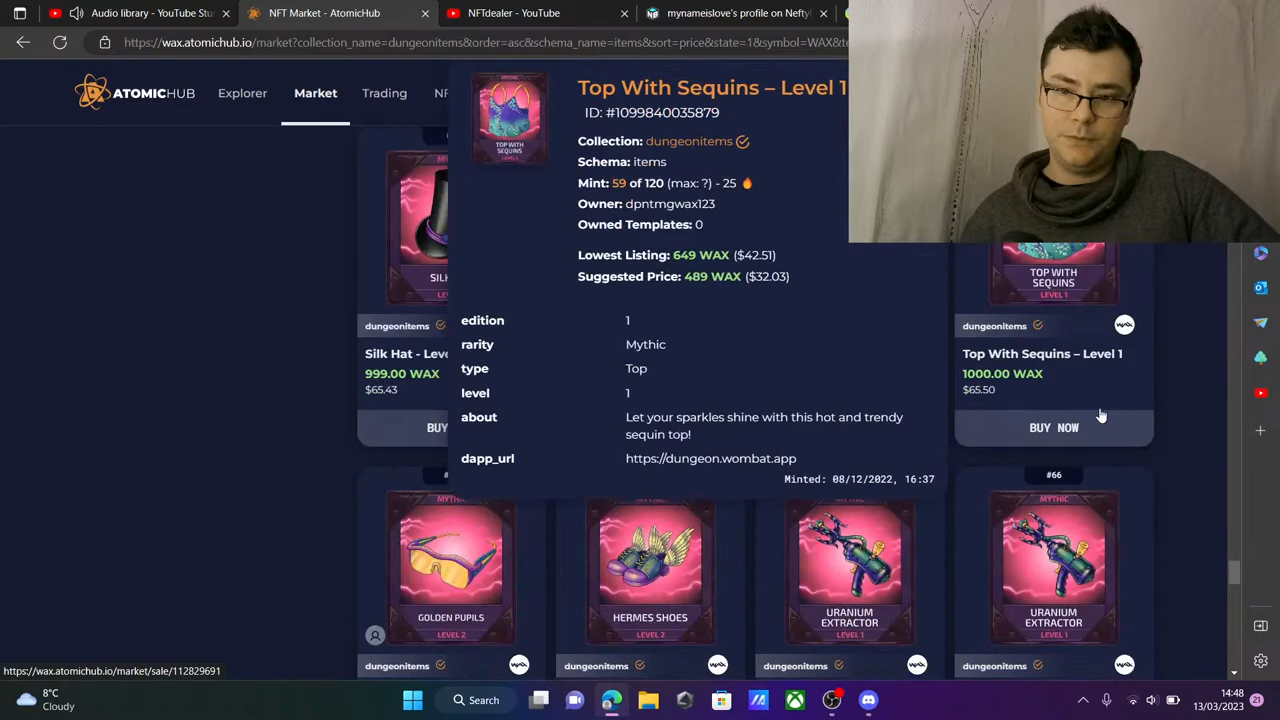 Audio library - YouTube Stu
NFT Market - AtomicHub
NFTdealer - YouTube
mynameislove's profile on Nefty
https://wax.atomichub.io/market?collection_name=dungeonitems&order=asc&schema_name=items&sort=price&state=1&symbol=WAX&te
ATOMICHUB
Explorer
Market
Trading
TOP WITH
SEQUINS
LEVEL 1
Top With Sequins – Level 1
ID: #1099840035879
Collection: dungeonitems
Schema: items
Mint: 59 of 120 (max: ?) - 25
Owner: dpntmgwax123
Owned Templates: 0
Lowest Listing: 649 WAX ($42.51)
Suggested Price: 489 WAX ($32.03)
edition 1
rarity Mythic
type Top
level 1
about Let your sparkles shine with this hot and trendy
sequin top!
dapp_url https://dungeon.wombat.app
Minted: 08/12/2022, 16:37
dungeonitems
Silk Hat - Leve
999.00 WAX
$65.43
BUY
TOP WITH
SEQUINS
LEVEL 1
dungeonitems
Top With Sequins – Level 1
1000.00 WAX
$65.50
BUY NOW
MYTHIC
GOLDEN PUPILS
LEVEL 2
dungeonitems
MYTHIC
HERMES SHOES
LEVEL 2
dungeonitems
MYTHIC
URANIUM
EXTRACTOR
LEVEL 1
dungeonitems
#66
MYTHIC
URANIUM
EXTRACTOR
LEVEL 1
dungeonitems
https://wax.atomichub.io/market/sale/112829691
8°C
Cloudy
Search
14:48
13/03/2023
21